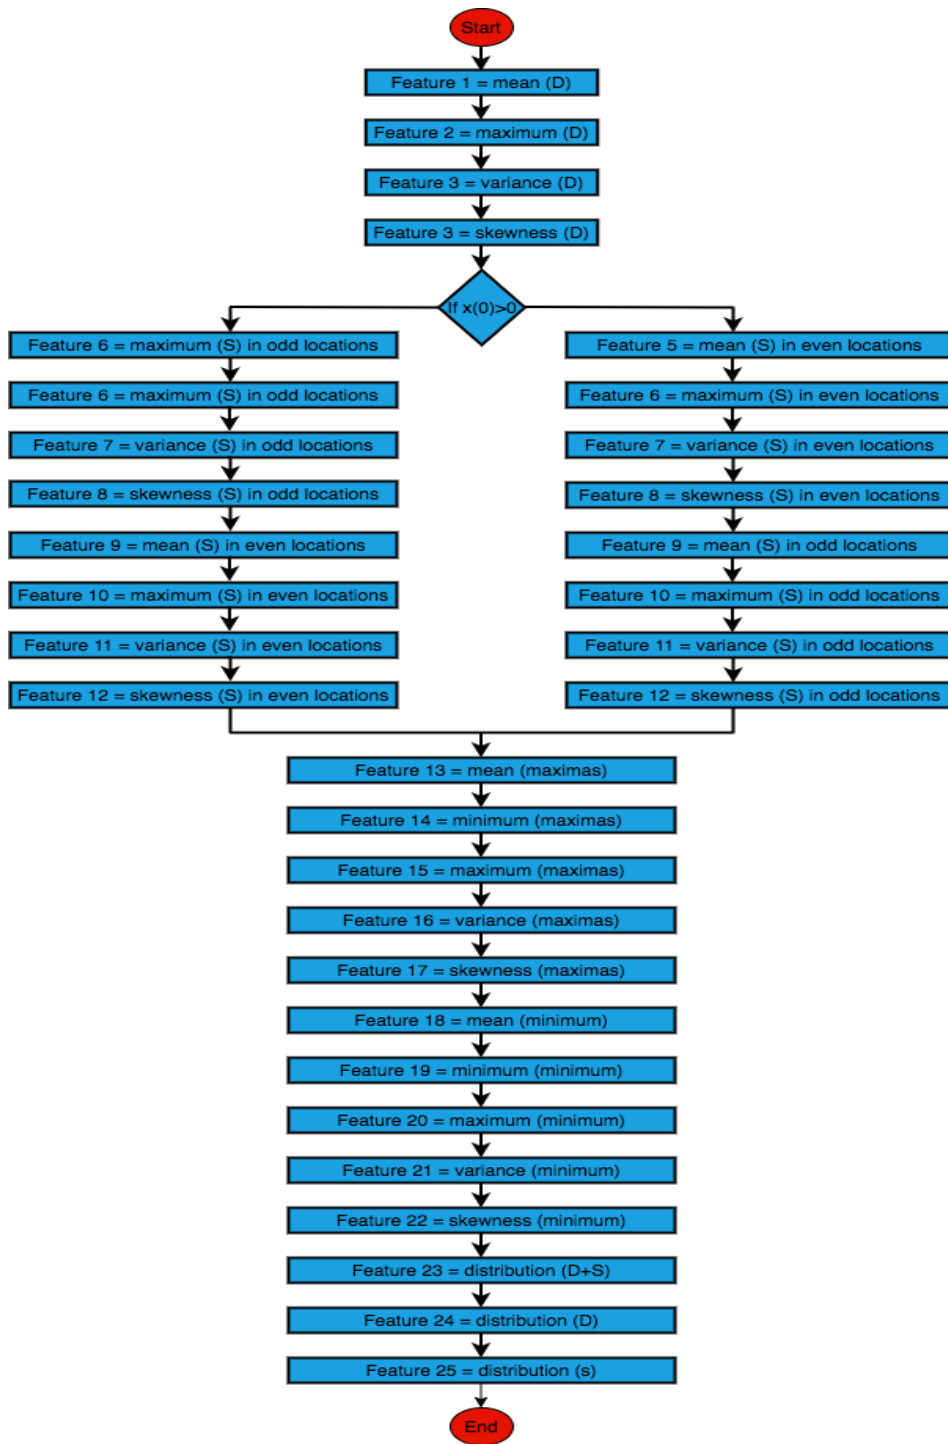 Start
Feature 1 = mean (D)
Feature 2 = maximum (D)
Feature 3 = variance (D)
Feature 3 = skewness (D)
If x(0)>0
Feature 6 = maximum (S) in odd locations
Feature 6 = maximum (S) in odd locations
Feature 7 = variance (S) in odd locations
Feature 8 = skewness (S) in odd locations
Feature 9 = mean (S) in even locations
Feature 10 = maximum (S) in even locations
Feature 11 = variance (S) in even locations
Feature 12 = skewness (S) in even locations
Feature 5 = mean (S) in even locations
Feature 6 = maximum (S) in even locations
Feature 7 = variance (S) in even locations
Feature 8 = skewness (S) in even locations
Feature 9 = mean (S) in odd locations
Feature 10 = maximum (S) in odd locations
Feature 11 = variance (S) in odd locations
Feature 12 = skewness (S) in odd locations
Feature 13 = mean (maximas)
Feature 14 = minimum (maximas)
Feature 15 = maximum (maximas)
Feature 16 = variance (maximas)
Feature 17 = skewness (maximas)
Feature 18 = mean (minimum)
Feature 19 = minimum (minimum)
Feature 20 = maximum (minimum)
Feature 21 = variance (minimum)
Feature 22 = skewness (minimum)
Feature 23 = distribution (D+S)
Feature 24 = distribution (D)
Feature 25 = distribution (s)
End